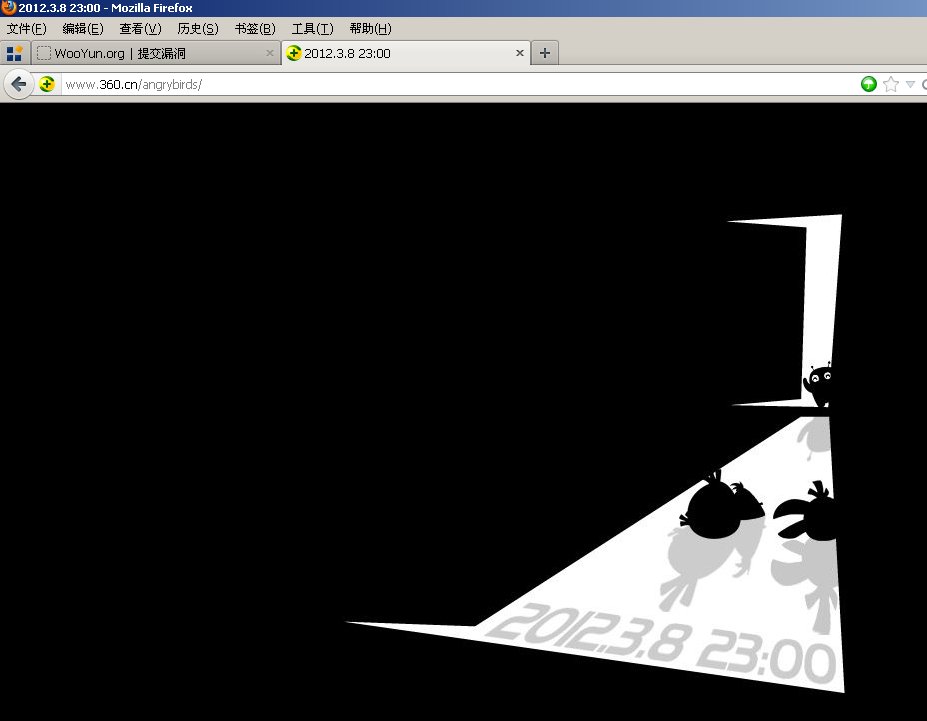 2012.3.8 23:00 - Mozilla Firefox
文件(F) 编辑(E) 查看(V) 历史(S) 书签(B) 工具(T) 帮助(H)
WooYun.org | 提交漏洞 2012.3.8 23:00
www.360.cn/angrybirds/
2012.3.8 23:00